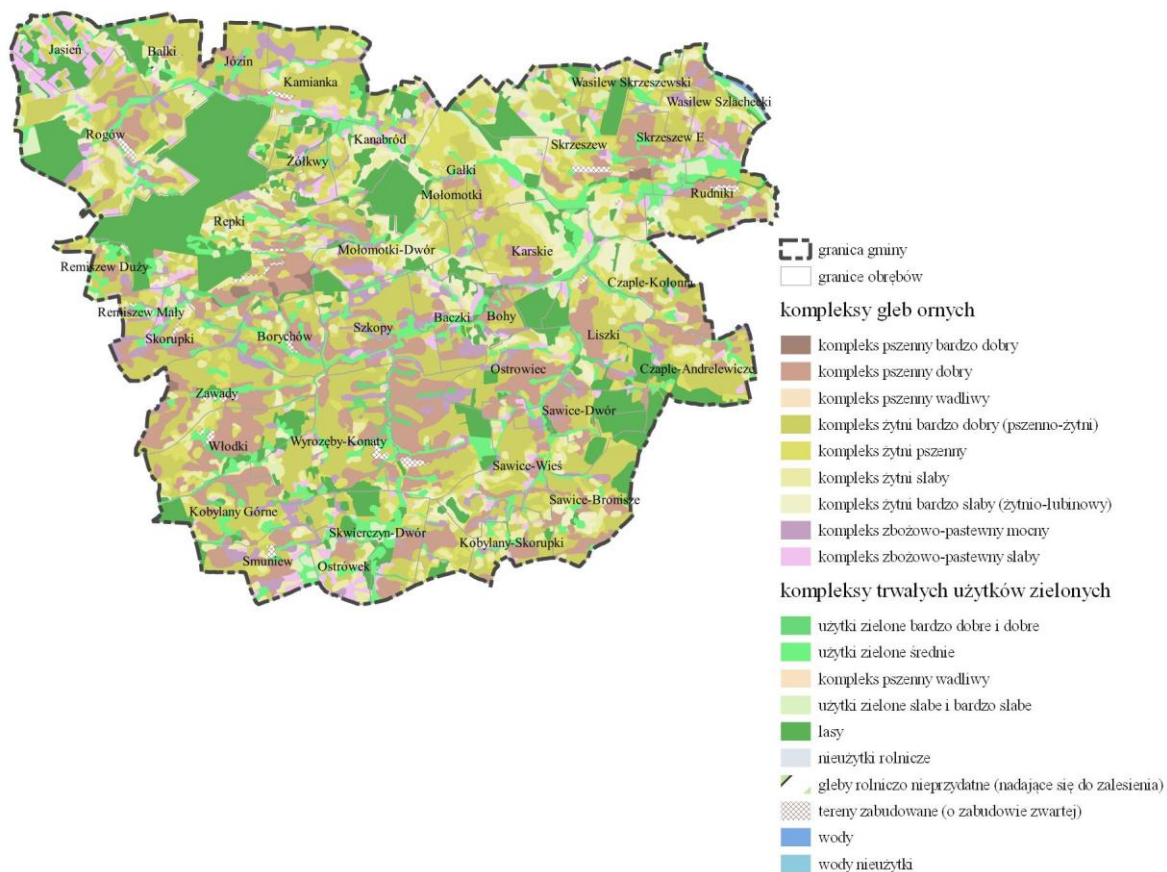 Jasień
Bałki
Józin
Kamianka
Wasilew Skrzeszewski
Wasilew Szlachecki
Rogów
Kanabród
Skrzeszew
Skrzeszew E
Żółkwy
Gałki
Mołomotki
Rudniki
Repki
Mołomotki-Dwór
Karskie
Remiszew Duży
Czaple-Kolonia
Remiszew Mały
Skorupki
Borychów
Szkopy
Baczki
Bohy
Liszki
Ostrowiec
Czaple-Andrelewicze
Zawady
Sawice-Dwór
Włodki
Wyrozęby-Konaty
Sawice-Wieś
Sawice-Bronisze
Kobylany Górne
Skwierczyn-Dwór
Kobylany-Skorupki
Smuniew
Ostrówek
granica gminy
granice obrębów
kompleksy gleb ornych
kompleks pszenny bardzo dobry
kompleks pszenny dobry
kompleks pszenny wadliwy
kompleks żytni bardzo dobry (pszenno-żytni)
kompleks żytni pszenny
kompleks żytni słaby
kompleks żytni bardzo słaby (żytnio-lubinowy)
kompleks zbożowo-pastewny mocny
kompleks zbożowo-pastewny słaby
kompleksy trwałych użytków zielonych
użytki zielone bardzo dobre i dobre
użytki zielone średnie
kompleks pszenny wadliwy
użytki zielone słabe i bardzo słabe
lasy
nieużytki rolnicze
gleby rolniczo nieprzydatne (nadające się do zalesienia)
tereny zabudowane (o zabudowie zwartej)
wody
wody nieużytki